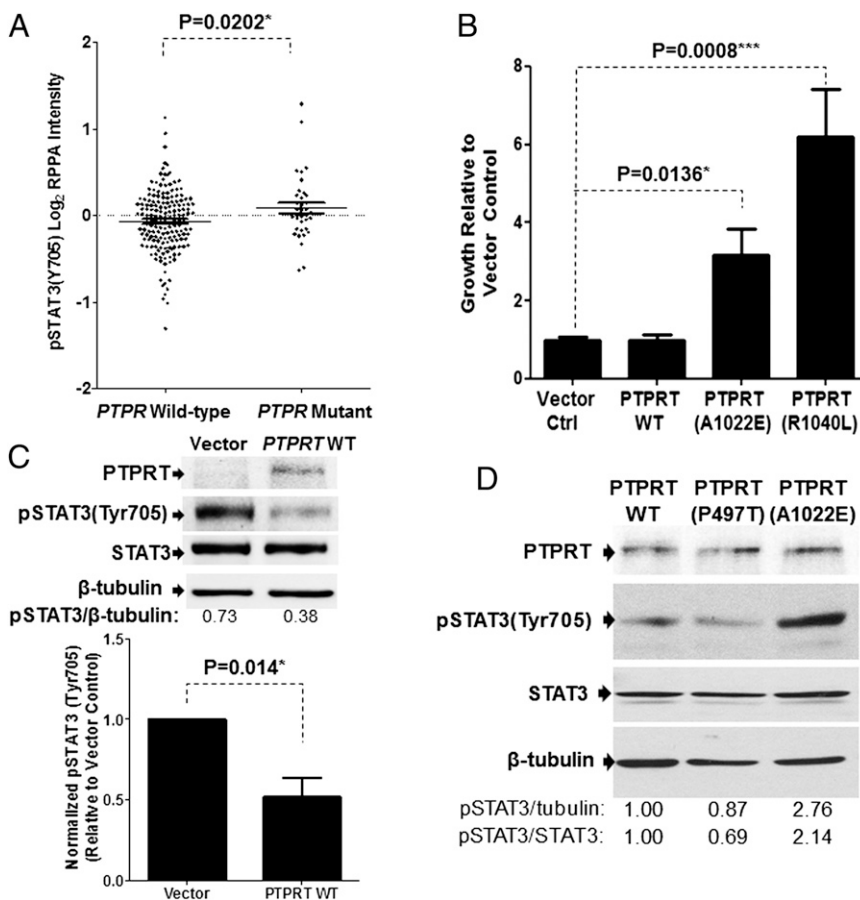 A
P=0.0202*
pSTAT3(Y705) Log2 RPPA Intensity
2
1
0
-1
-2
PTPR Wild-type
PTPR Mutant
B
P=0.0008***
P=0.0136*
Growth Relative to
Vector Control
8
6
4
2
0
Vector
Ctrl
PTPRT
WT
PTPRT
(A1022E)
PTPRT
(R1040L)
C
Vector PTPRT WT
PTPRT
pSTAT3(Tyr705)
STAT3
β-tubulin
pSTAT3/β-tubulin: 0.73 0.38
P=0.014*
Normalized pSTAT3 (Tyr705)
(Relative to Vector Control)
1.5
1.0
0.5
0.0
Vector
PTPRT WT
D
PTPRT PTPRT PTPRT
WT (P497T) (A1022E)
PTPRT
pSTAT3(Tyr705)
STAT3
β-tubulin
pSTAT3/tubulin: 1.00 0.87 2.76
pSTAT3/STAT3: 1.00 0.69 2.14